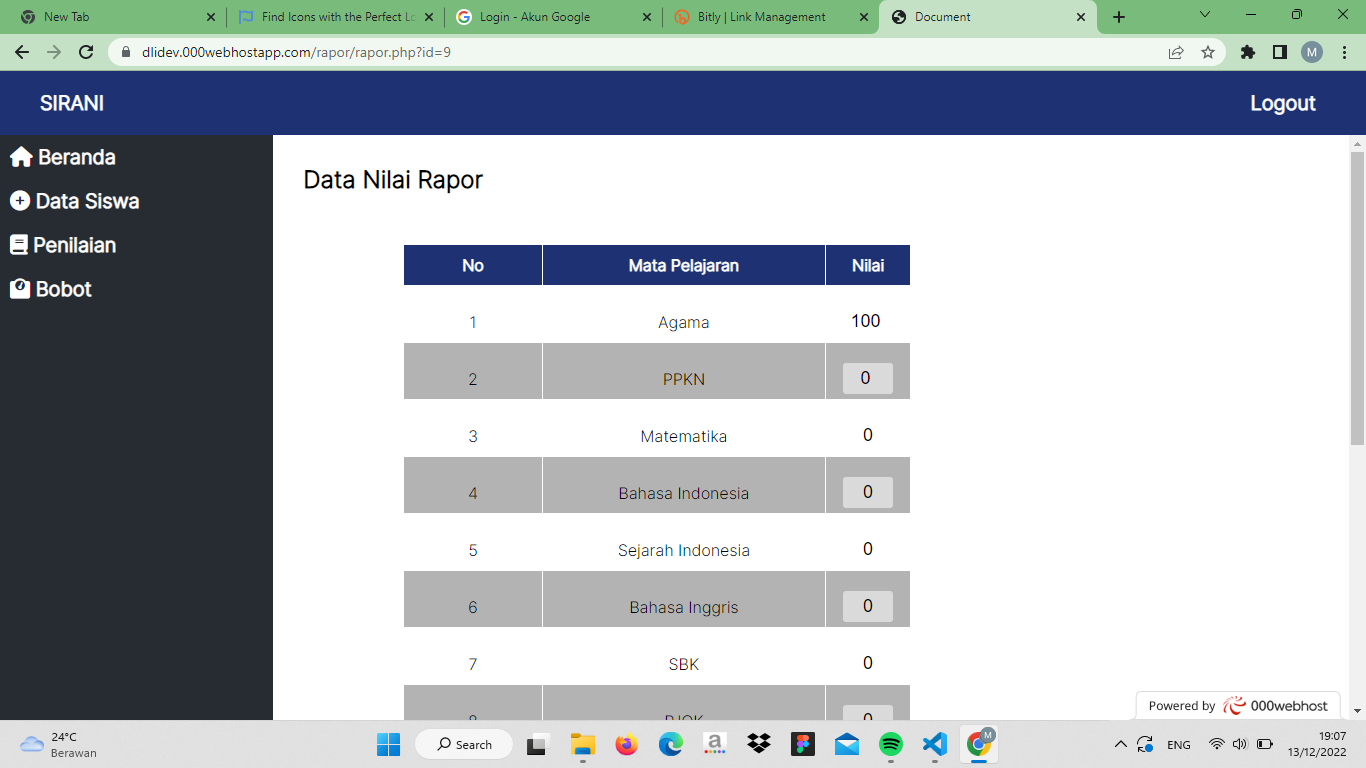 New Tab
Find Icons with the Perfect Lo
Login - Akun Google
Bitly | Link Management
Document
dlidev.000webhostapp.com/rapor/rapor.php?id=9
M
SIRANI
Logout
Beranda
Data Siswa
Penilaian
Bobot
Data Nilai Rapor
No Mata Pelajaran Nilai
1 Agama 100
2 PPKN 0
3 Matematika 0
4 Bahasa Indonesia 0
5 Sejarah Indonesia 0
6 Bahasa Inggris 0
7 SBK 0
8 PJOK 0
Powered by 000webhost
24°C
Berawan
Search
a
M
ENG
19:07
13/12/2022